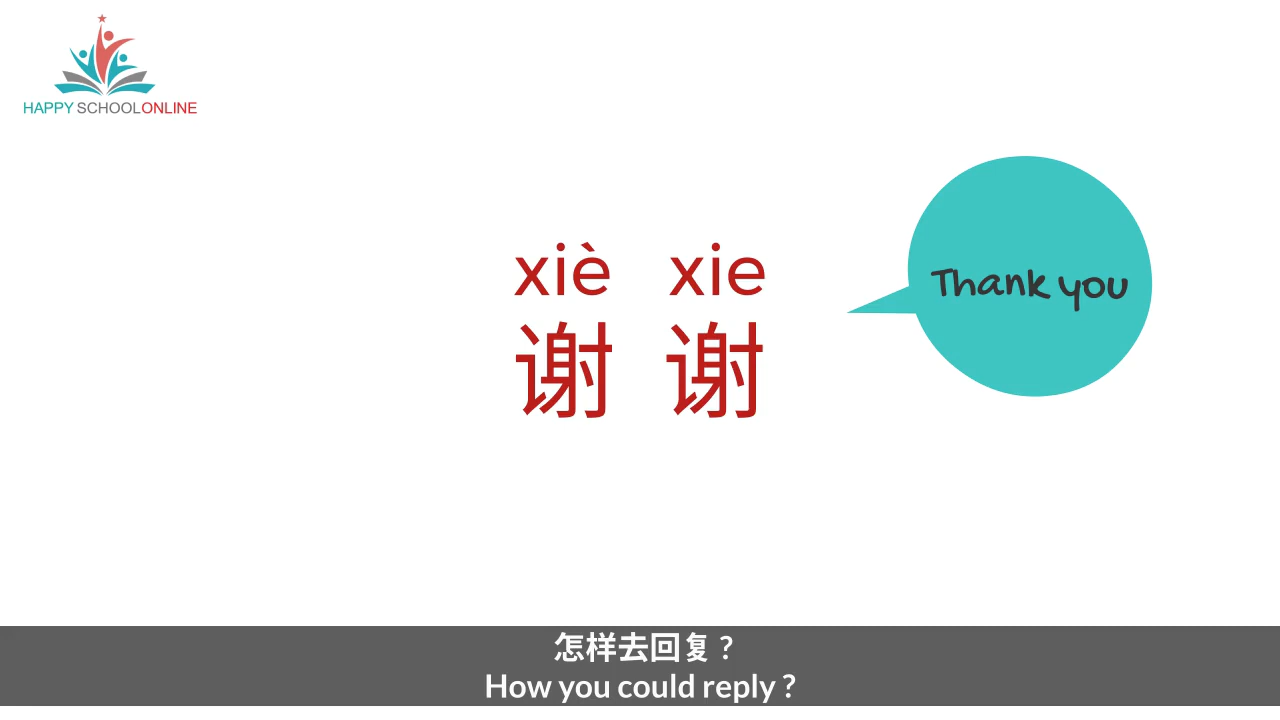 HAPPY SCHOOLONLINE
xiè xie
谢 谢
Thank you
怎样去回复？
How you could reply ?